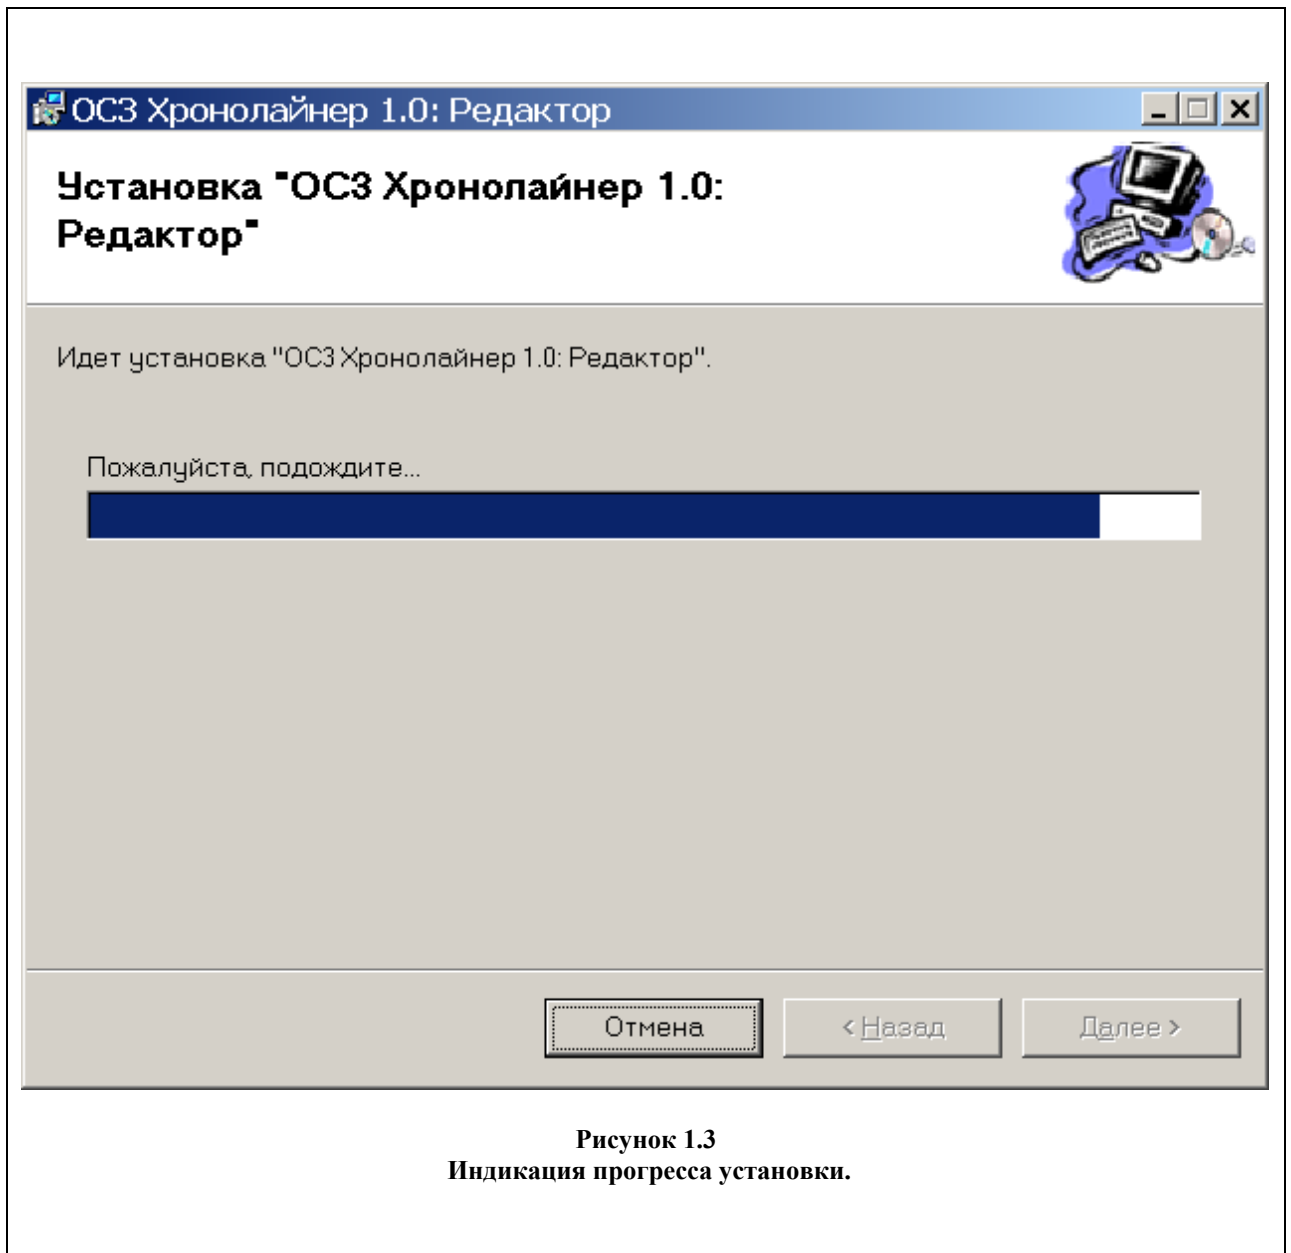 ОСЗ Хронолайнер 1.0: Редактор
Установка "ОСЗ Хронолайнер 1.0:
Редактор"
Идет установка "ОСЗ Хронолайнер 1.0: Редактор".
Пожалуйста, подождите...
Отмена
< Назад
Далее >
Рисунок 1.3
Индикация прогресса установки.